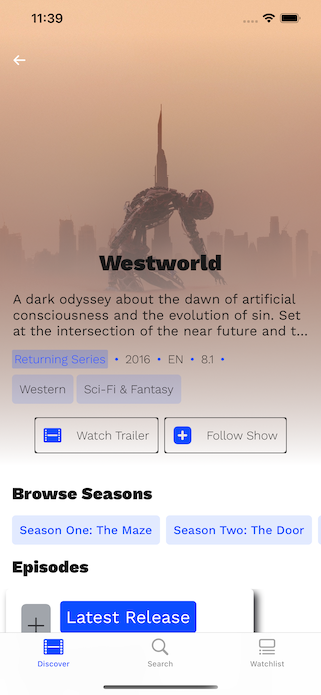 11:39
Westworld
A dark odyssey about the dawn of artificial
consciousness and the evolution of sin. Set
at the intersection of the near future and t...
Returning Series • 2016 • EN • 8.1 •
Western Sci-Fi & Fantasy
Watch Trailer Follow Show
Browse Seasons
Season One: The Maze Season Two: The Door
Episodes
Latest Release
Discover Search Watchlist